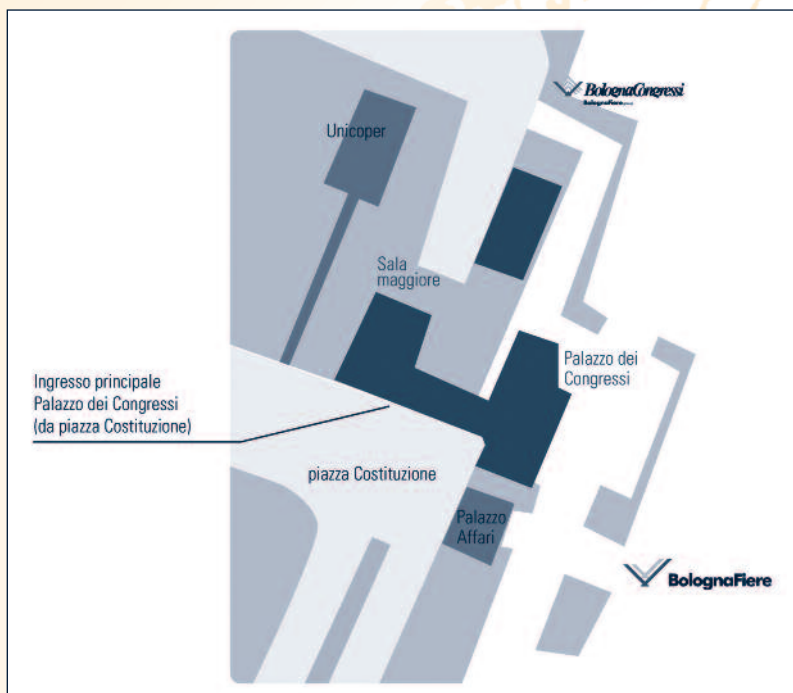 BolognaCongressi
Unicoper
Sala
maggiore
Palazzo dei
Congressi
Ingresso principale
Palazzo dei Congressi
(da piazza Costituzione)
piazza Costituzione
Palazzo
Affari
BolognaFiere